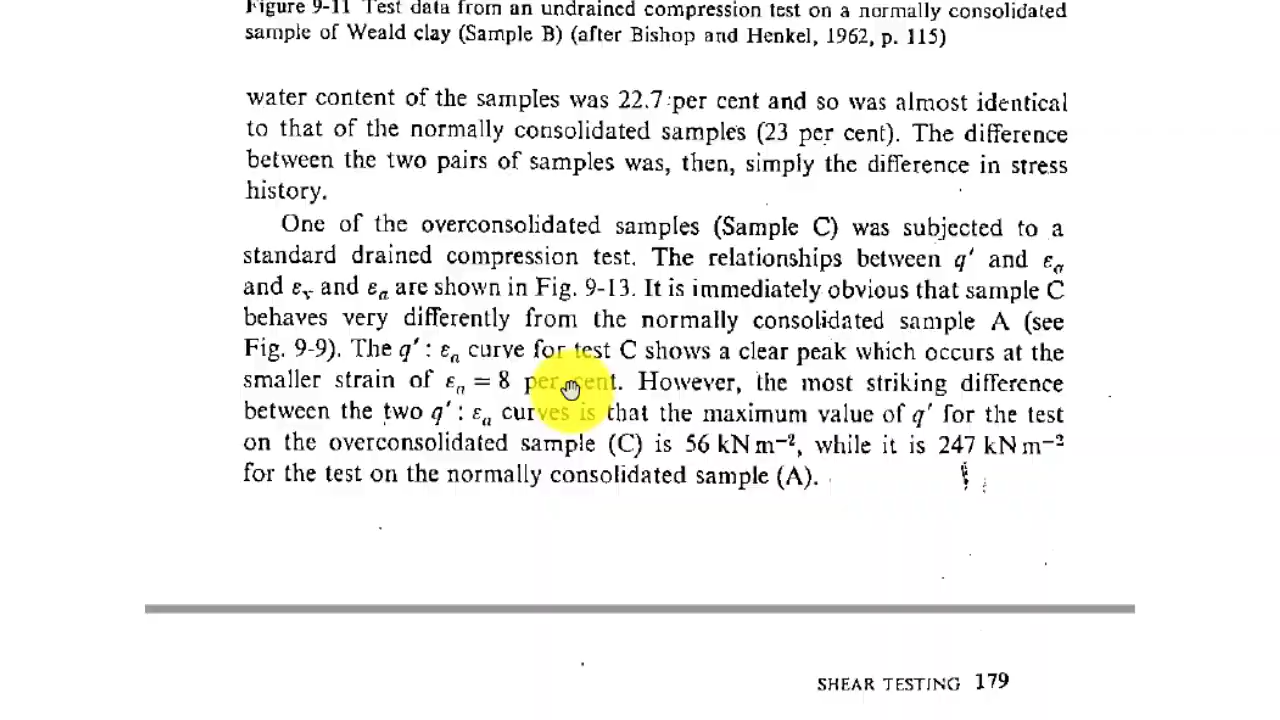 Figure 9-11 Test data from an undrained compression test on a normally consolidated
sample of Weald clay (Sample B) (after Bishop and Henkel, 1962, p. 115)
water content of the samples was 22.7 per cent and so was almost identical
to that of the normally consolidated samples (23 per cent). The difference
between the two pairs of samples was, then, simply the difference in stress
history.
One of the overconsolidated samples (Sample C) was subjected to a
standard drained compression test. The relationships between q′ and εₐ
and εᵥ and εₐ are shown in Fig. 9-13. It is immediately obvious that sample C
behaves very differently from the normally consolidated sample A (see
Fig. 9-9). The q′ : εₐ curve for test C shows a clear peak which occurs at the
smaller strain of εₐ = 8 per cent. However, the most striking difference
between the two q′ : εₐ curves is that the maximum value of q′ for the test
on the overconsolidated sample (C) is 56 kN m⁻², while it is 247 kN m⁻²
for the test on the normally consolidated sample (A).
SHEAR TESTING 179